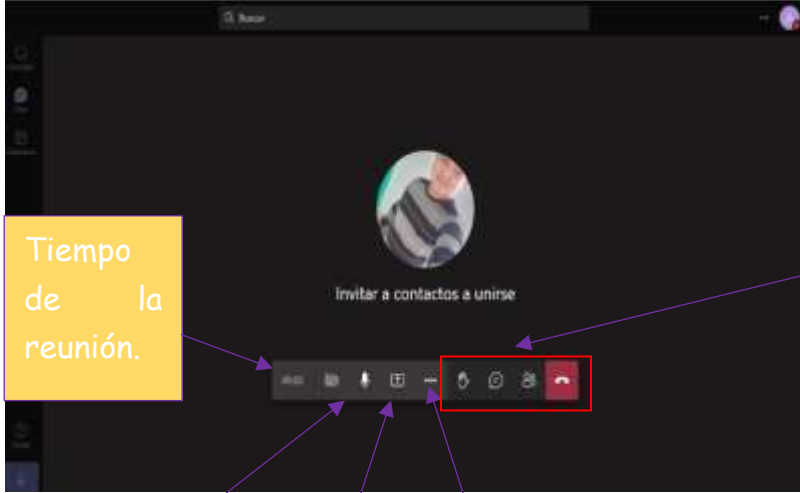 Buscar
Tiempo
de la
reunión.
Invitar a contactos a unirse